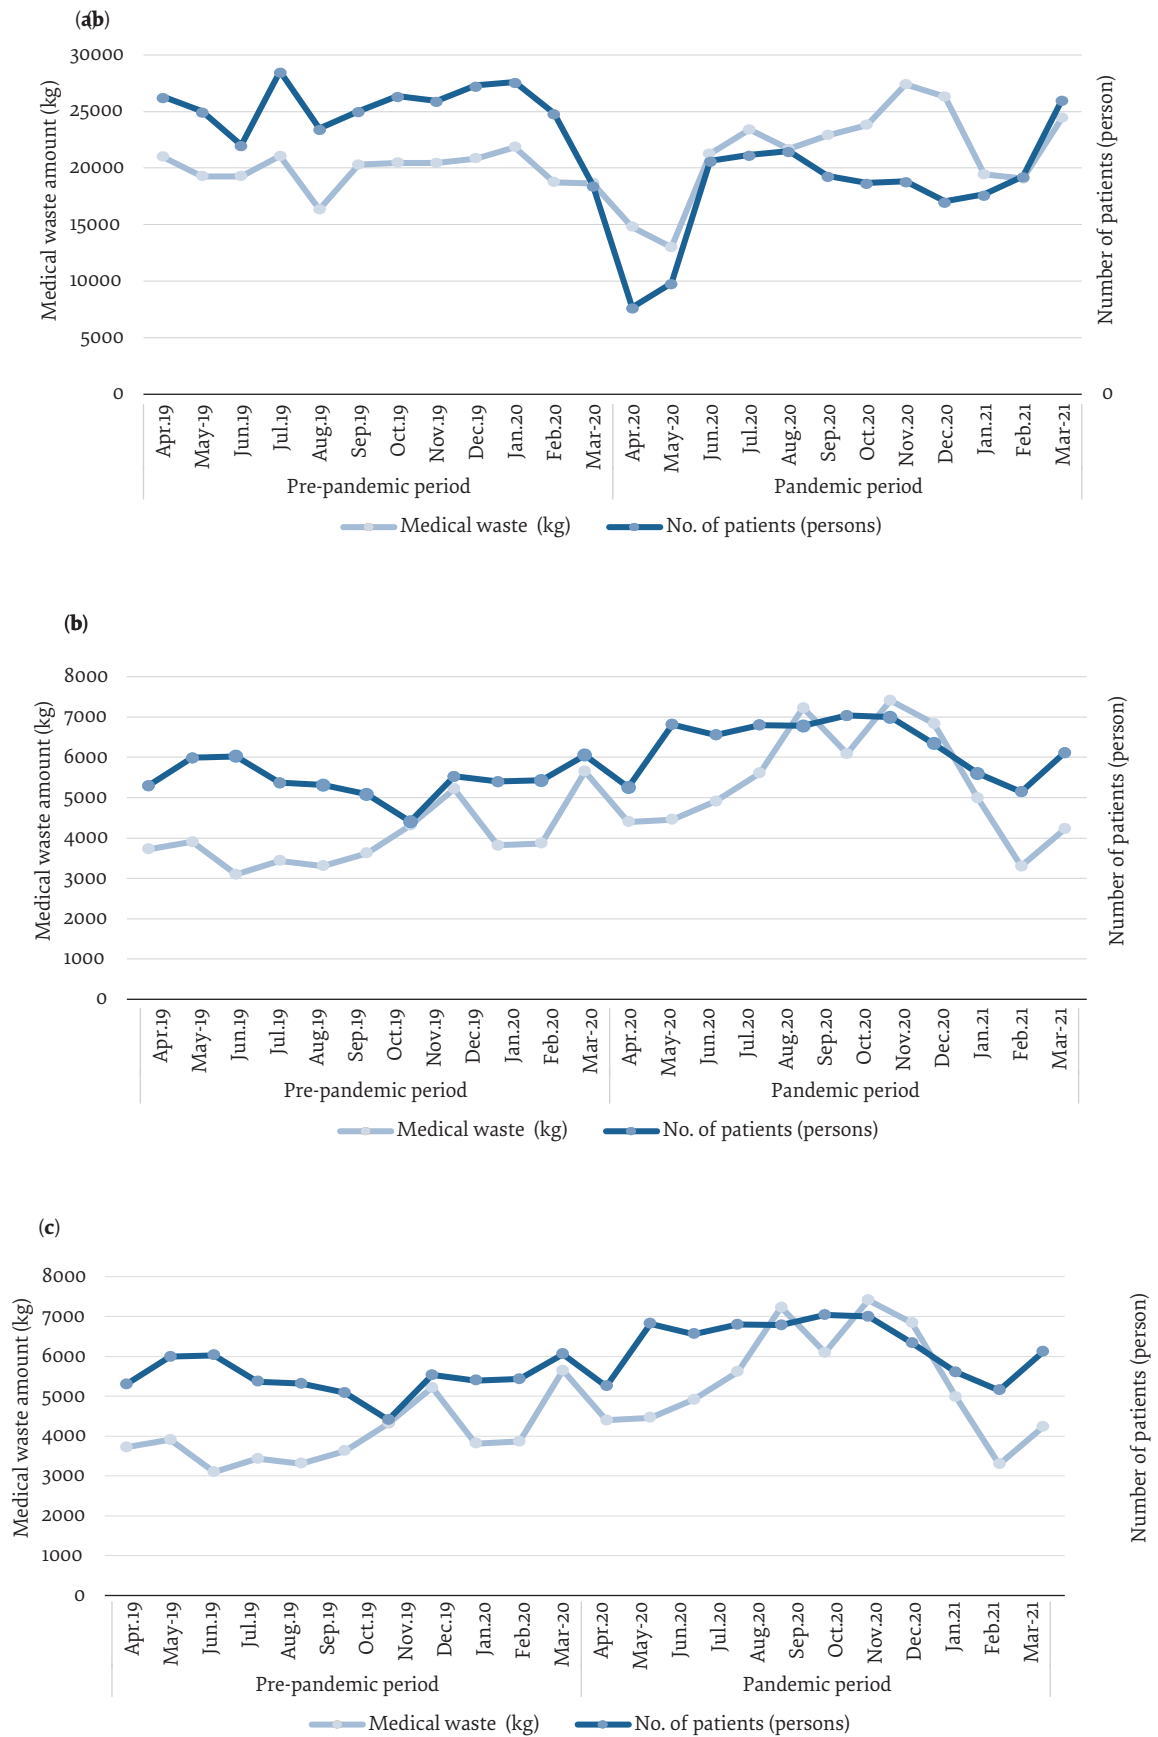 (ab)
30000
25000
20000
15000
10000
5000
0
0
Medical waste amount (kg)
Number of patients (person)
Apr.19 May-19 Jun.19 Jul.19 Aug.19 Sep.19 Oct.19 Nov.19 Dec.19 Jan.20 Feb.20 Mar-20 Apr.20 May-20 Jun.20 Jul.20 Aug.20 Sep.20 Oct.20 Nov.20 Dec.20 Jan.21 Feb.21 Mar-21
Pre-pandemic period Pandemic period
Medical waste (kg) No. of patients (persons)
(b)
8000
7000
6000
5000
4000
3000
2000
1000
0
Medical waste amount (kg)
Number of patients (person)
Apr.19 May-19 Jun.19 Jul.19 Aug.19 Sep.19 Oct.19 Nov.19 Dec.19 Jan.20 Feb.20 Mar-20 Apr.20 May-20 Jun.20 Jul.20 Aug.20 Sep.20 Oct.20 Nov.20 Dec.20 Jan.21 Feb.21 Mar-21
Pre-pandemic period Pandemic period
Medical waste (kg) No. of patients (persons)
(c)
8000
7000
6000
5000
4000
3000
2000
1000
0
Medical waste amount (kg)
Number of patients (person)
Apr.19 May-19 Jun.19 Jul.19 Aug.19 Sep.19 Oct.19 Nov.19 Dec.19 Jan.20 Feb.20 Mar-20 Apr.20 May-20 Jun.20 Jul.20 Aug.20 Sep.20 Oct.20 Nov.20 Dec.20 Jan.21 Feb.21 Mar-21
Pre-pandemic period Pandemic period
Medical waste (kg) No. of patients (persons)